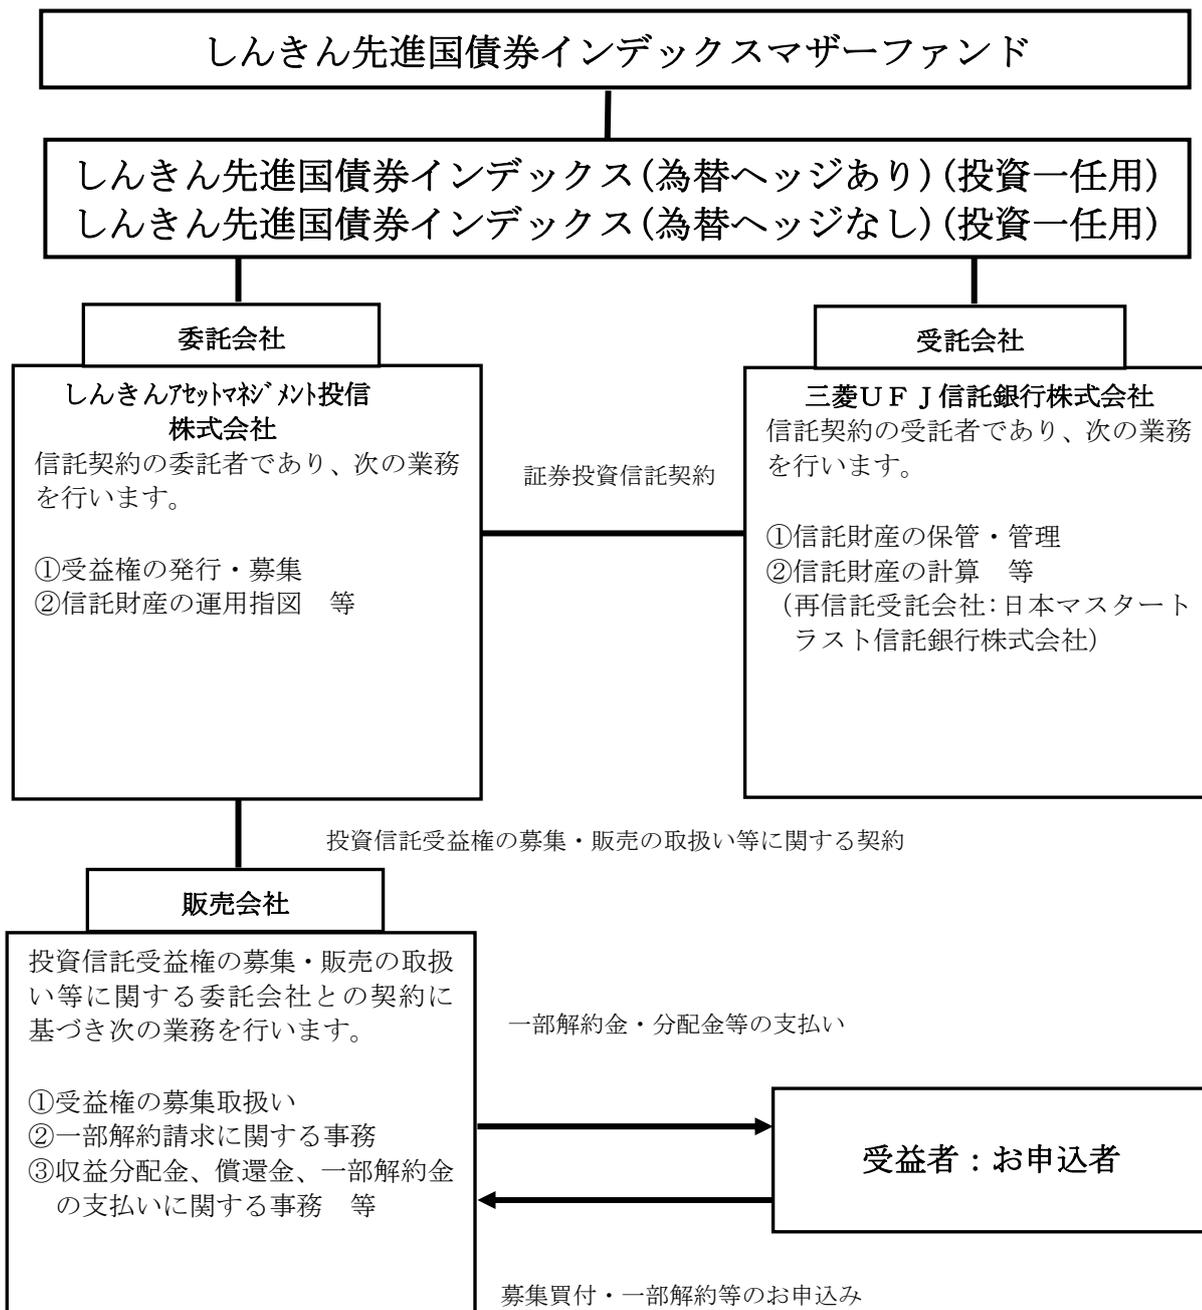 しんきん先進国債券インデックスマザーファンド
しんきん先進国債券インデックス(為替ヘッジあり)(投資一任用)
しんきん先進国債券インデックス(為替ヘッジなし)(投資一任用)
委託会社
しんきんｱｾｯﾄﾏﾈｼﾞﾒﾝﾄ投信
株式会社
信託契約の委託者であり、次の業務
を行います。
①受益権の発行・募集
②信託財産の運用指図　等
証券投資信託契約
受託会社
三菱ＵＦＪ信託銀行株式会社
信託契約の受託者であり、次の業務
を行います。
①信託財産の保管・管理
②信託財産の計算　等
（再信託受託会社：日本マスタート
ラスト信託銀行株式会社）
投資信託受益権の募集・販売の取扱い等に関する契約
販売会社
投資信託受益権の募集・販売の取扱
い等に関する委託会社との契約に
基づき次の業務を行います。
①受益権の募集取扱い
②一部解約請求に関する事務
③収益分配金、償還金、一部解約金
の支払いに関する事務　等
一部解約金・分配金等の支払い
受益者：お申込者
募集買付・一部解約等のお申込み